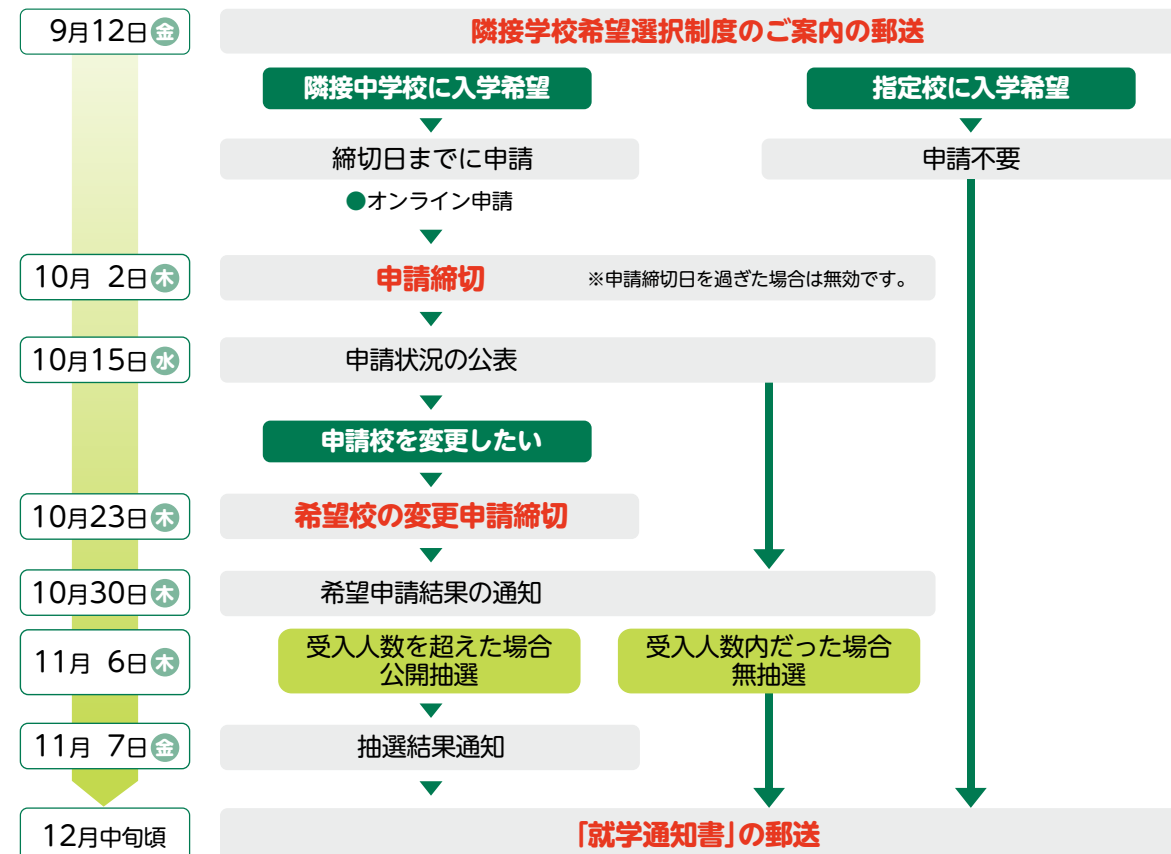 9月12日金
隣接学校希望選択制度のご案内の郵送
隣接中学校に入学希望
指定校に入学希望
締切日までに申請
申請不要
●オンライン申請
10月 2日木
申請締切
※申請締切日を過ぎた場合は無効です。
10月15日水
申請状況の公表
申請校を変更したい
10月23日木
希望校の変更申請締切
10月30日木
希望申請結果の通知
11月 6日木
受入人数を超えた場合
公開抽選
受入人数内だった場合
無抽選
11月 7日金
抽選結果通知
12月中旬頃
「就学通知書」の郵送